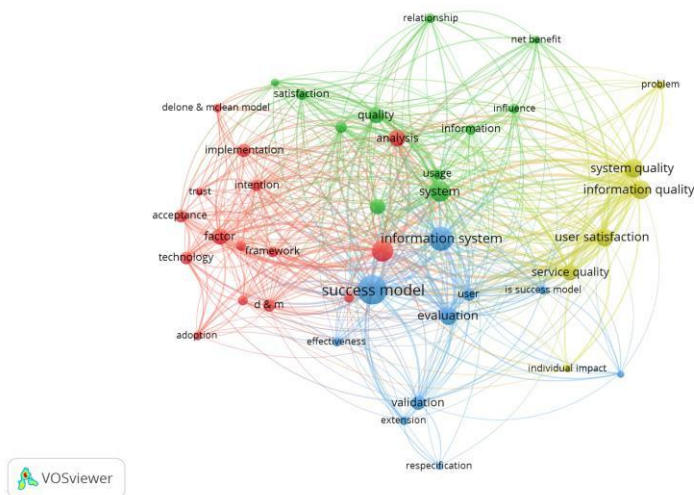 relationship
net benefit
problem
satisfaction
delone & mclean model
quality
influence
analysis
information
implementation
system quality
usage
trust
intention
system
information quality
acceptance
factor
information system
user satisfaction
technology
framework
service quality
success model
user
is success model
d & m
evaluation
adoption
effectiveness
individual impact
validation
extension
respecification
VOSviewer